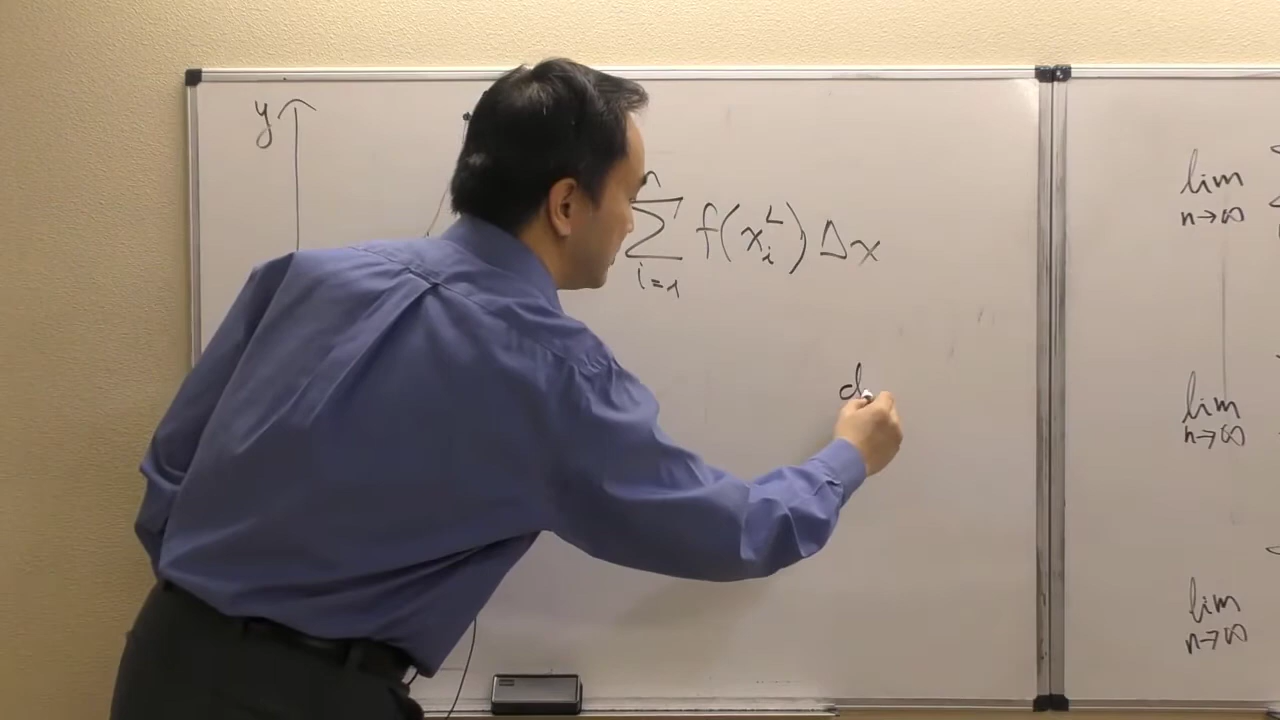 y
n
∑ f(x_i^L) Δx
i=1
d
lim
n→∞
lim
n→∞
lim
n→∞